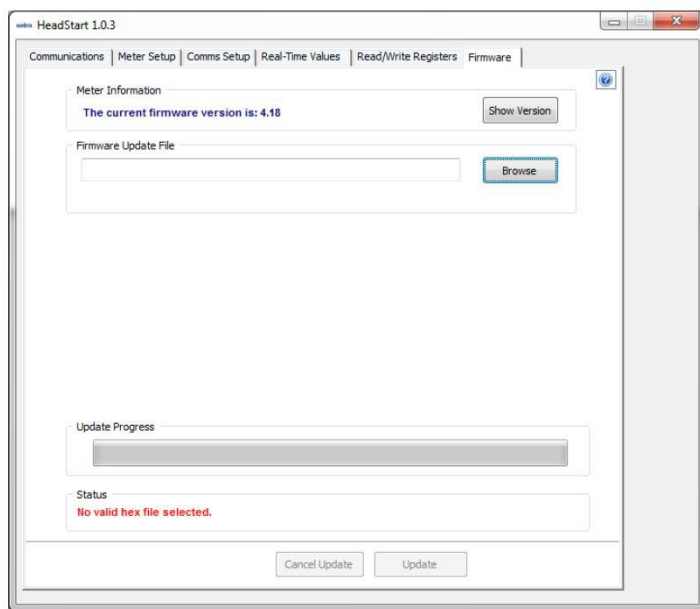 setra HeadStart 1.0.3
Communications Meter Setup Comms Setup Real-Time Values Read/Write Registers Firmware
Meter Information
The current firmware version is: 4.18
Show Version
Firmware Update File
Browse
Update Progress
Status
No valid hex file selected.
Cancel Update Update